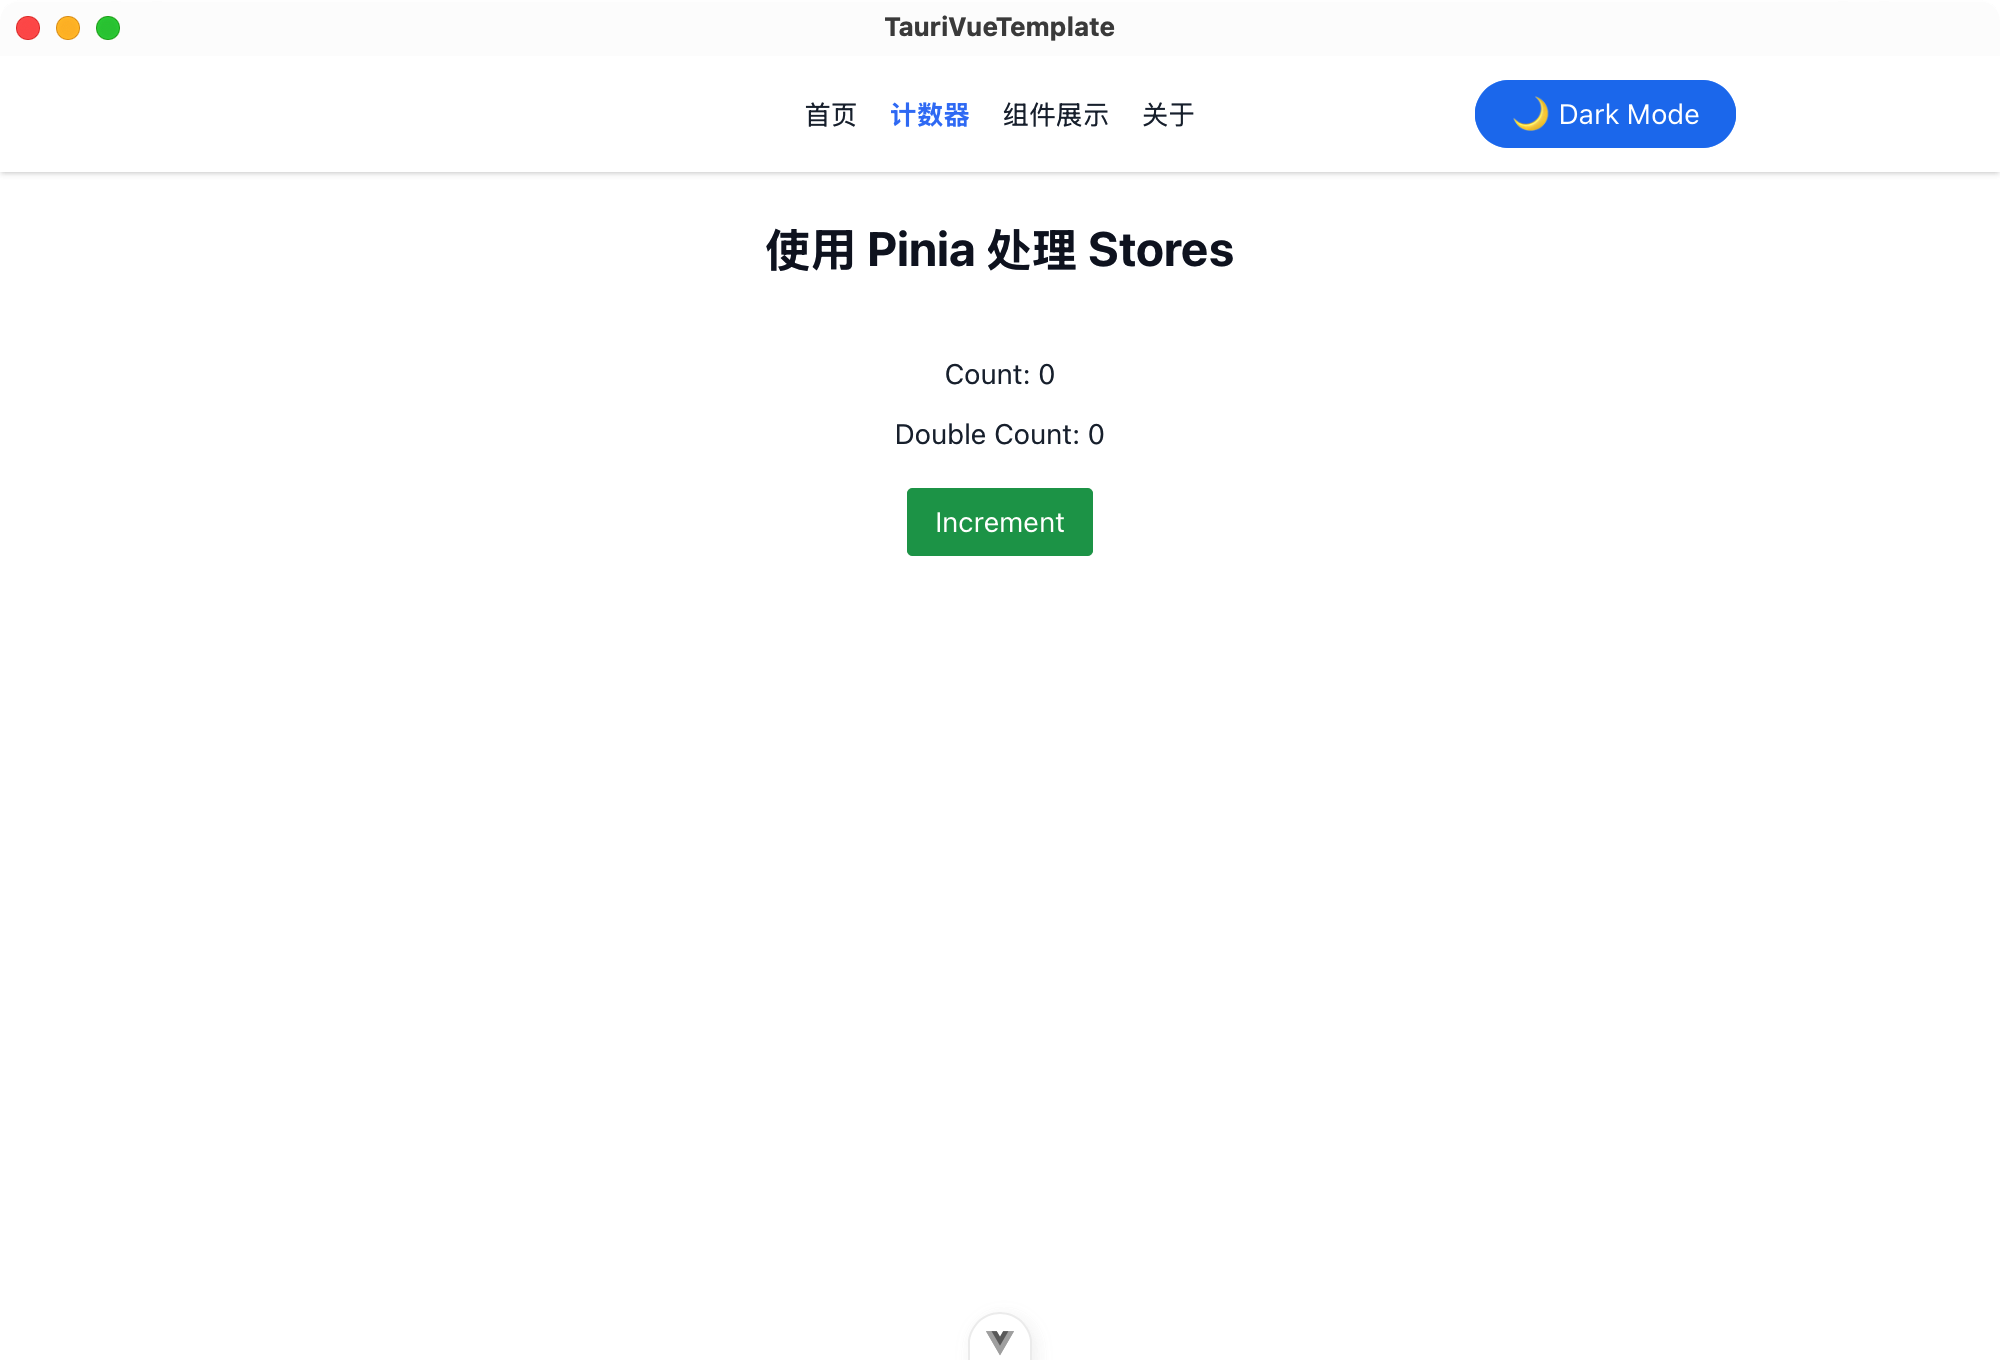 TauriVueTemplate
首页 计数器 组件展示 关于 🌙 Dark Mode
使用 Pinia 处理 Stores
Count: 0
Double Count: 0
Increment